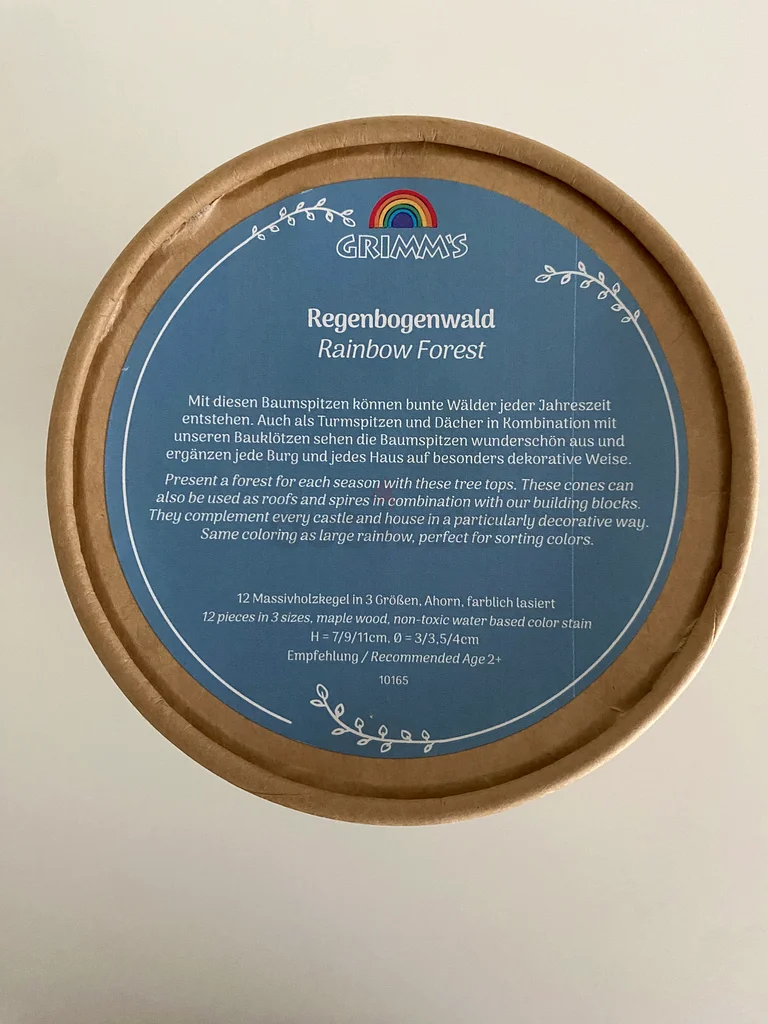 GRIMM'S
Regenbogenwald
Rainbow Forest
Mit diesen Baumspitzen können bunte Wälder jeder Jahreszeit
entstehen. Auch als Turmspitzen und Dächer in Kombination mit
unseren Bauklötzen sehen die Baumspitzen wunderschön aus und
ergänzen jede Burg und jedes Haus auf besonders dekorative Weise.
Present a forest for each season with these tree tops. These cones can
also be used as roofs and spires in combination with our building blocks.
They complement every castle and house in a particularly decorative way.
Same coloring as large rainbow, perfect for sorting colors.
12 Massivholzkegel in 3 Größen, Ahorn, farblich lasiert
12 pieces in 3 sizes, maple wood, non-toxic water based color stain
H = 7/9/11cm. Ø = 3/3,5/4cm
Empfehlung / Recommended Age 2+
10165